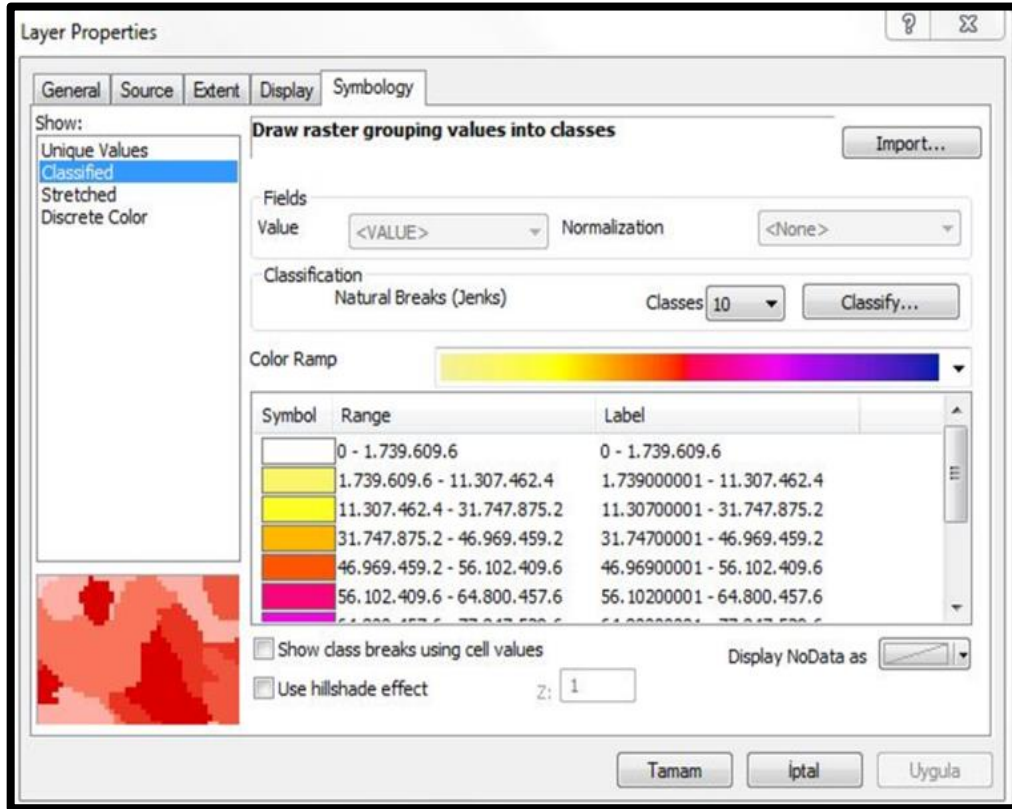 Layer Properties
General Source Extent Display Symbology
Show:
Unique Values
Classified
Stretched
Discrete Color
Draw raster grouping values into classes
Import...
Fields
Value <VALUE> Normalization <None>
Classification
Natural Breaks (Jenks) Classes 10 Classify...
Color Ramp
Symbol Range Label
0 - 1.739.609.6 0 - 1.739.609.6
1.739.609.6 - 11.307.462.4 1.739000001 - 11.307.462.4
11.307.462.4 - 31.747.875.2 11.30700001 - 31.747.875.2
31.747.875.2 - 46.969.459.2 31.74700001 - 46.969.459.2
46.969.459.2 - 56.102.409.6 46.96900001 - 56.102.409.6
56.102.409.6 - 64.800.457.6 56.10200001 - 64.800.457.6
Show class breaks using cell values
Display NoData as
Use hillshade effect Z: 1
Tamam İptal Uygula